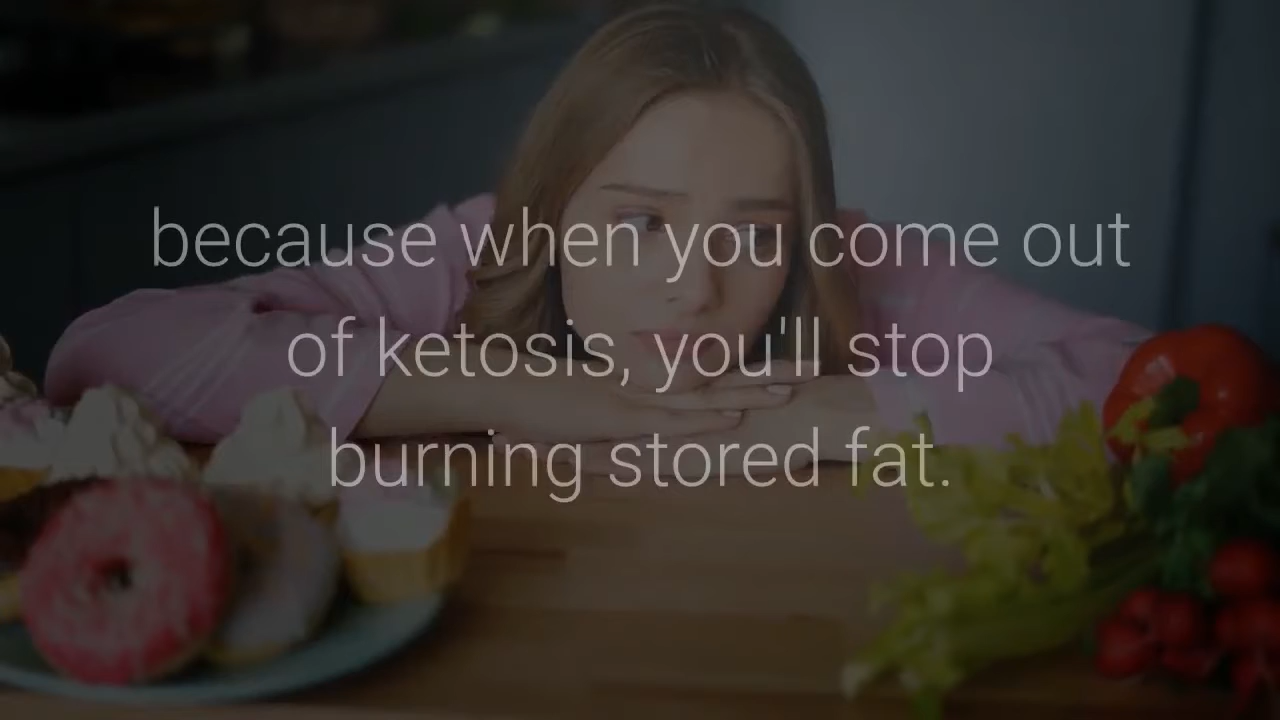 because when you come out
of ketosis, you'll stop
burning stored fat.